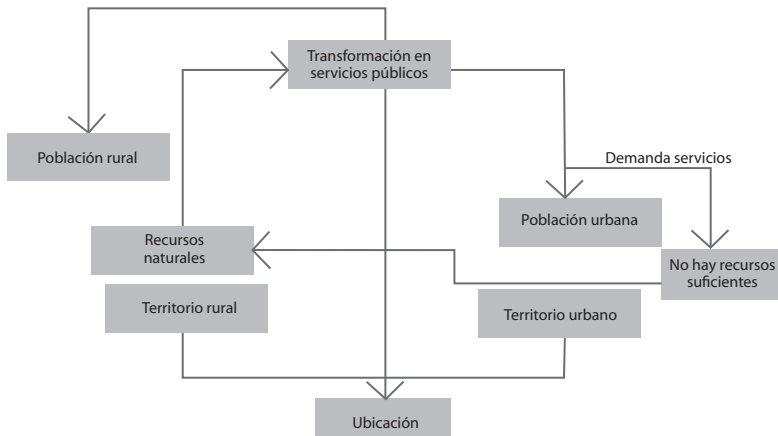 Transformación en
servicios públicos
Población rural
Demanda servicios
Población urbana
Recursos
naturales
No hay recursos
suficientes
Territorio rural
Territorio urbano
Ubicación